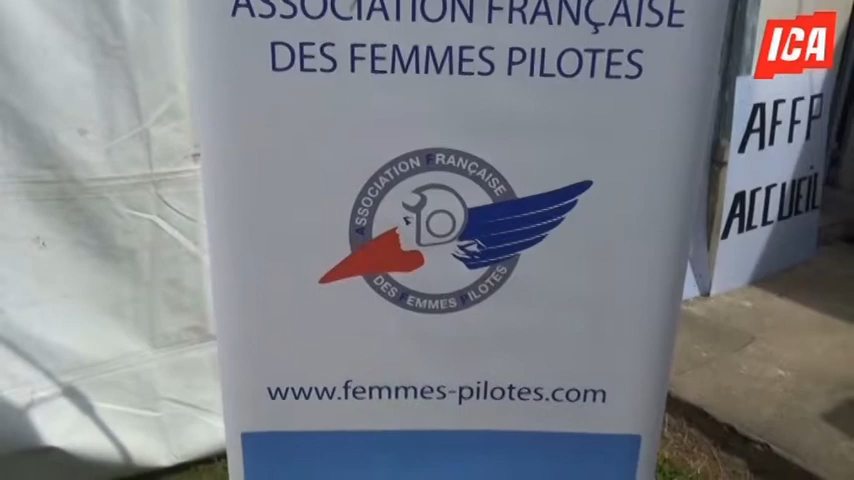 ASSOCIATION FRANÇAISE
DES FEMMES PILOTES
ASSOCIATION FRANÇAISE
DES FEMMES PILOTES
www.femmes-pilotes.com
ICA
AFFP
ACCUEIL